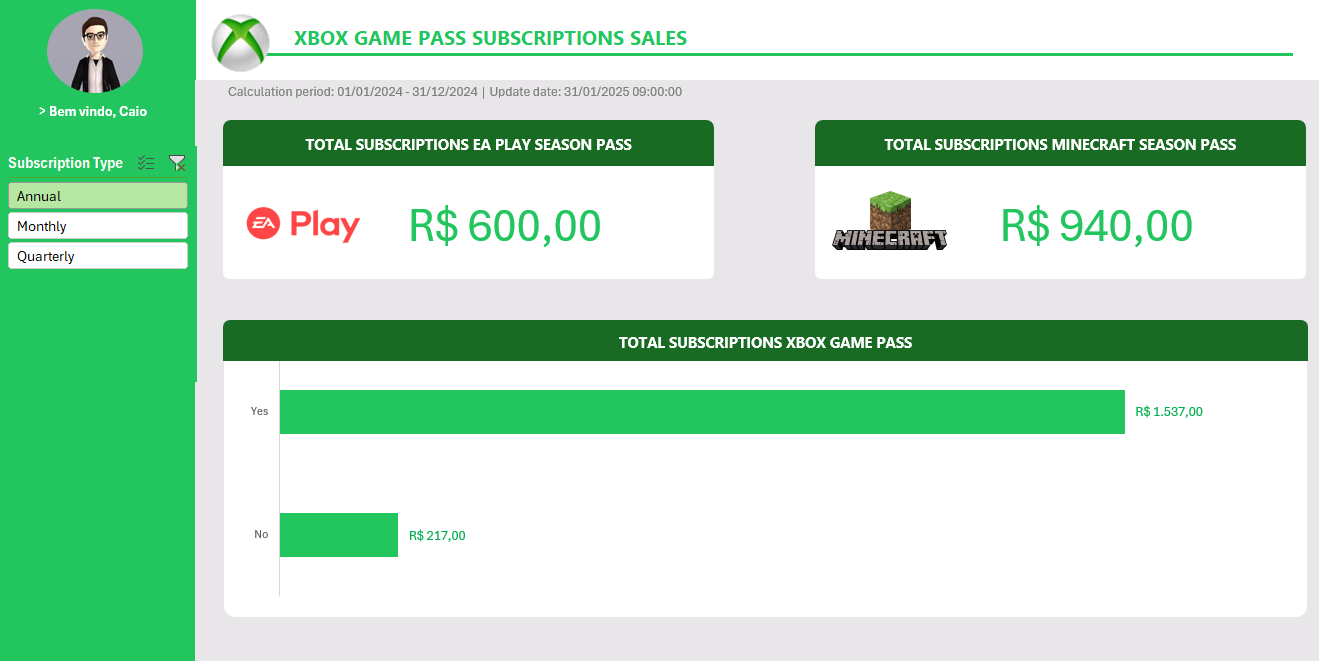 > Bem vindo, Caio
Subscription Type
Annual
Monthly
Quarterly
XBOX GAME PASS SUBSCRIPTIONS SALES
Calculation period: 01/01/2024 - 31/12/2024 | Update date: 31/01/2025 09:00:00
TOTAL SUBSCRIPTIONS EA PLAY SEASON PASS
EA Play
R$ 600,00
TOTAL SUBSCRIPTIONS MINECRAFT SEASON PASS
MINECRAFT
R$ 940,00
TOTAL SUBSCRIPTIONS XBOX GAME PASS
Yes
R$ 1.537,00
No
R$ 217,00